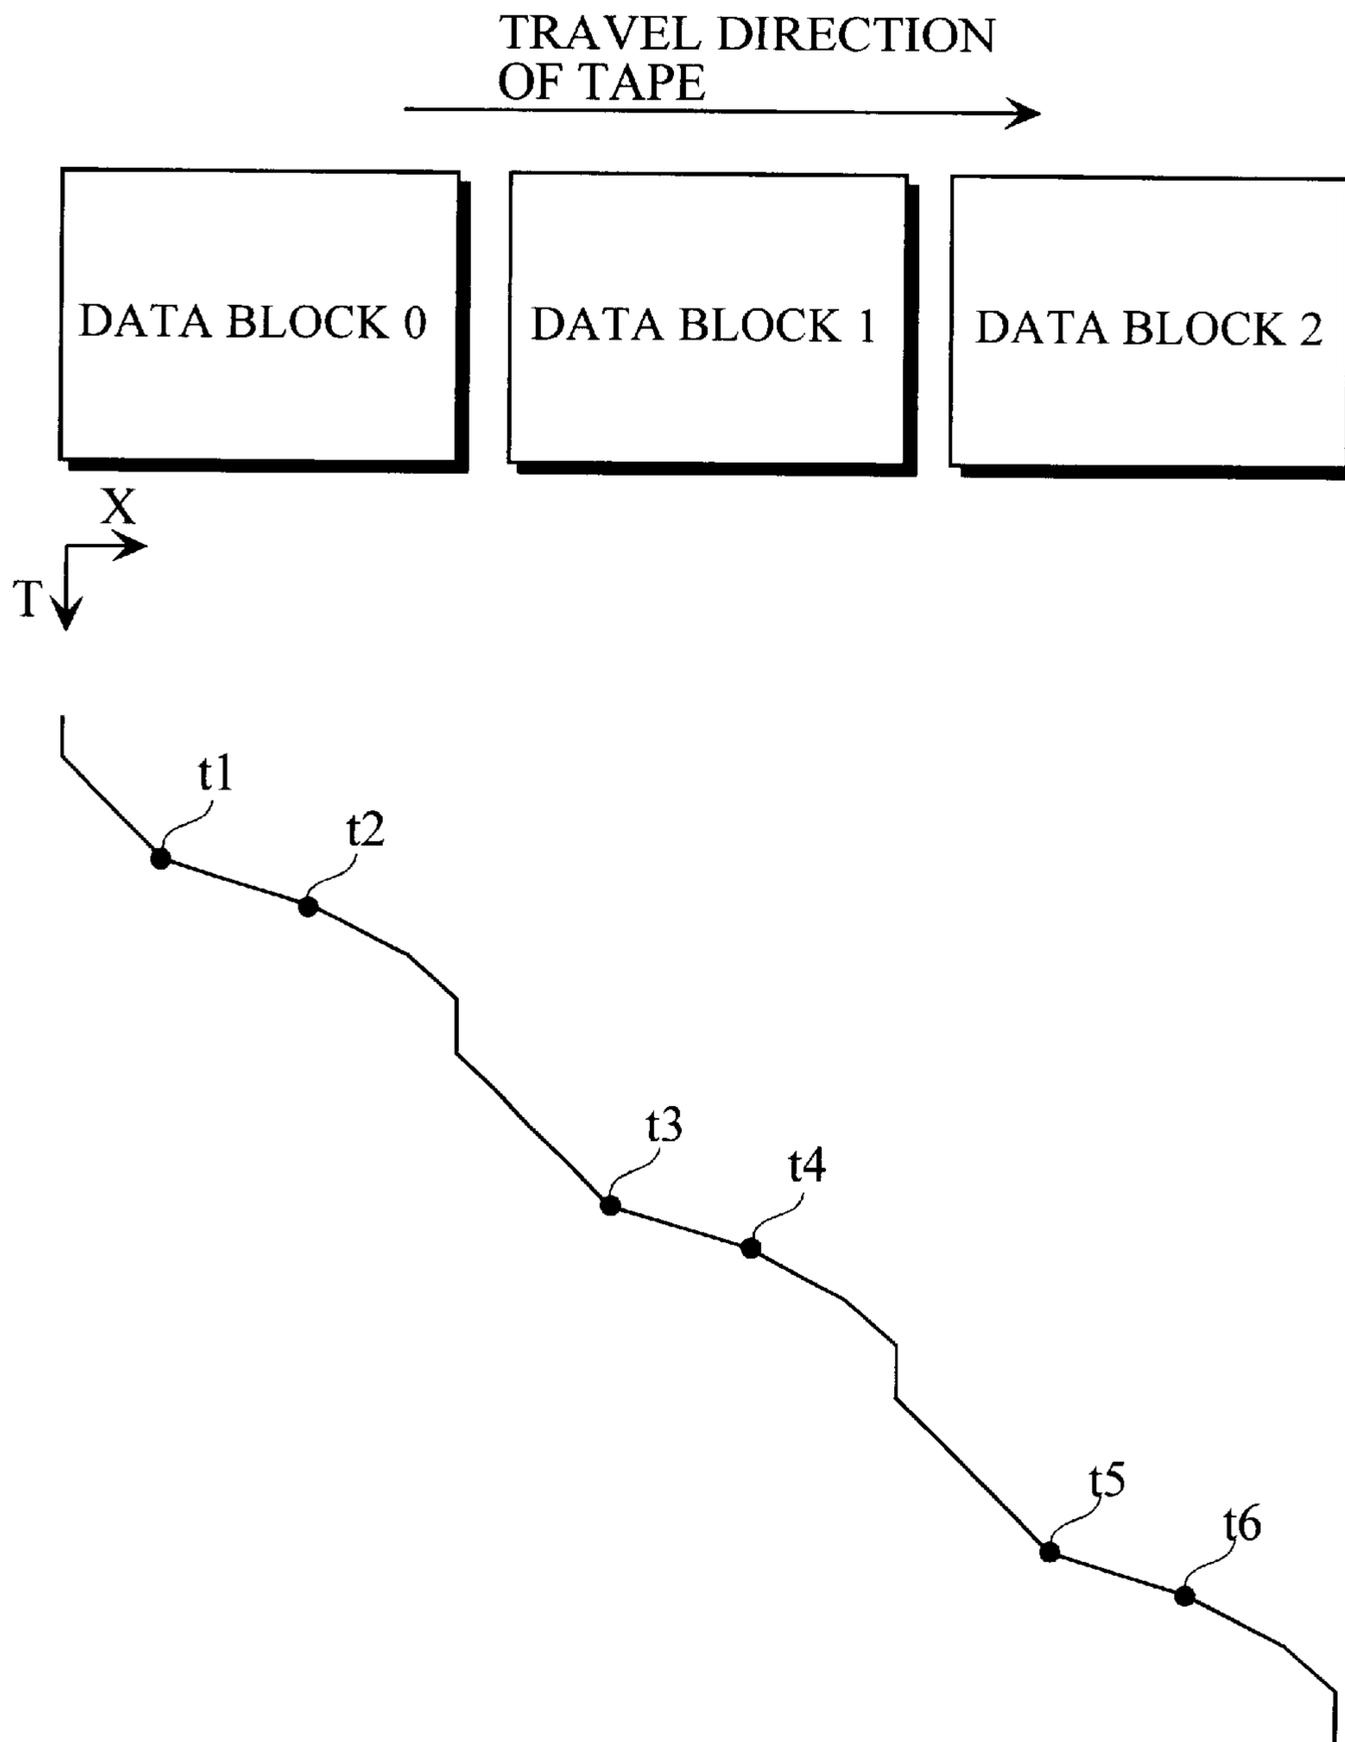 TRAVEL DIRECTION
OF TAPE
DATA BLOCK 0
DATA BLOCK 1
DATA BLOCK 2
X
T
t1
t2
t3
t4
t5
t6